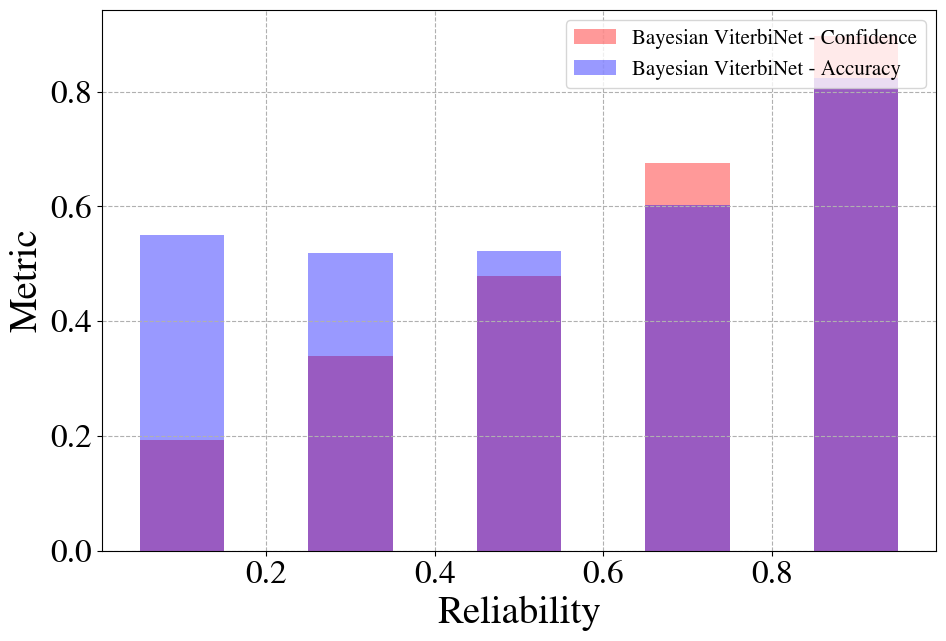 Bayesian ViterbiNet - Confidence
Bayesian ViterbiNet - Accuracy
Metric
0.8
0.6
0.4
0.2
0.0
0.2 0.4 0.6 0.8
Reliability